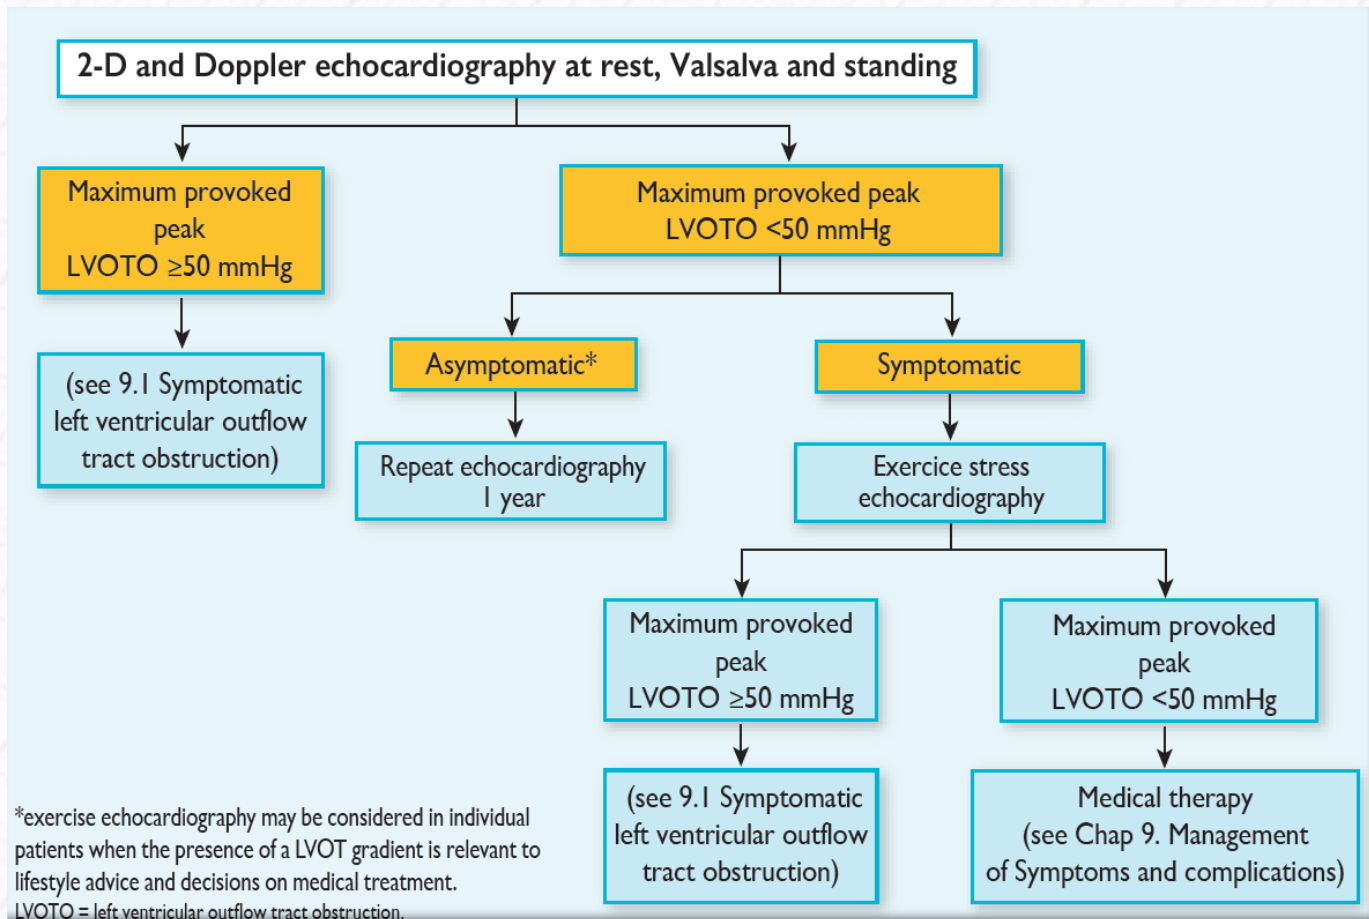 2-D and Doppler echocardiography at rest, Valsalva and standing
Maximum provoked
peak
LVOTO ≥50 mmHg
Maximum provoked peak
LVOTO <50 mmHg
(see 9.1 Symptomatic
left ventricular outflow
tract obstruction)
Asymptomatic*
Symptomatic
Repeat echocardiography
1 year
Exercice stress
echocardiography
Maximum provoked
peak
LVOTO ≥50 mmHg
Maximum provoked
peak
LVOTO <50 mmHg
(see 9.1 Symptomatic
left ventricular outflow
tract obstruction)
Medical therapy
(see Chap 9. Management
of Symptoms and complications)
*exercise echocardiography may be considered in individual
patients when the presence of a LVOT gradient is relevant to
lifestyle advice and decisions on medical treatment.
LVOTO = left ventricular outflow tract obstruction.